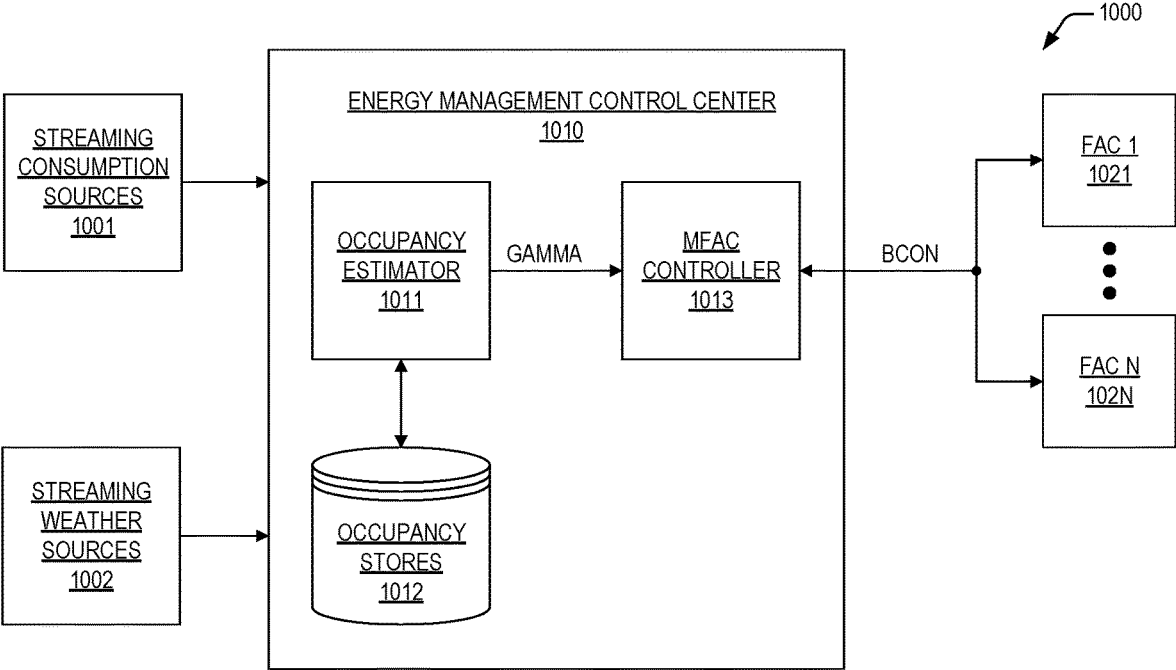 1000
ENERGY MANAGEMENT CONTROL CENTER
1010
STREAMING
CONSUMPTION
SOURCES
1001
OCCUPANCY
ESTIMATOR
1011
GAMMA
MFAC
CONTROLLER
1013
BCON
FAC 1
1021
FAC N
102N
STREAMING
WEATHER
SOURCES
1002
OCCUPANCY
STORES
1012